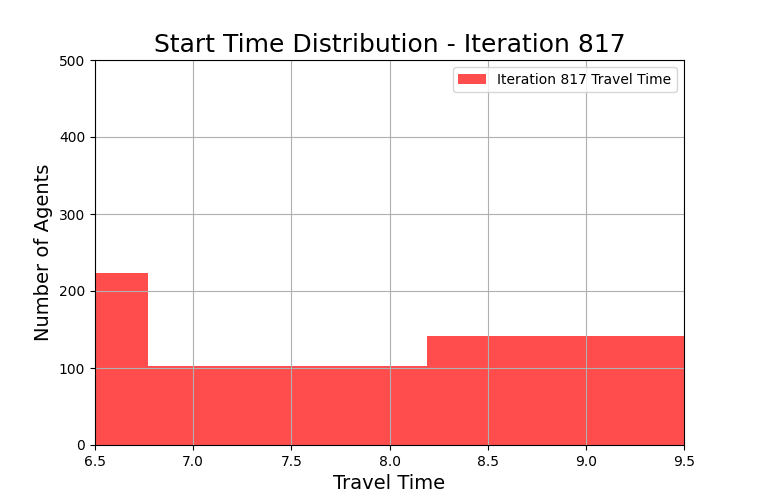 Start Time Distribution - Iteration 817
Iteration 817 Travel Time
Number of Agents
500
400
300
200
100
0
6.5 7.0 7.5 8.0 8.5 9.0 9.5
Travel Time